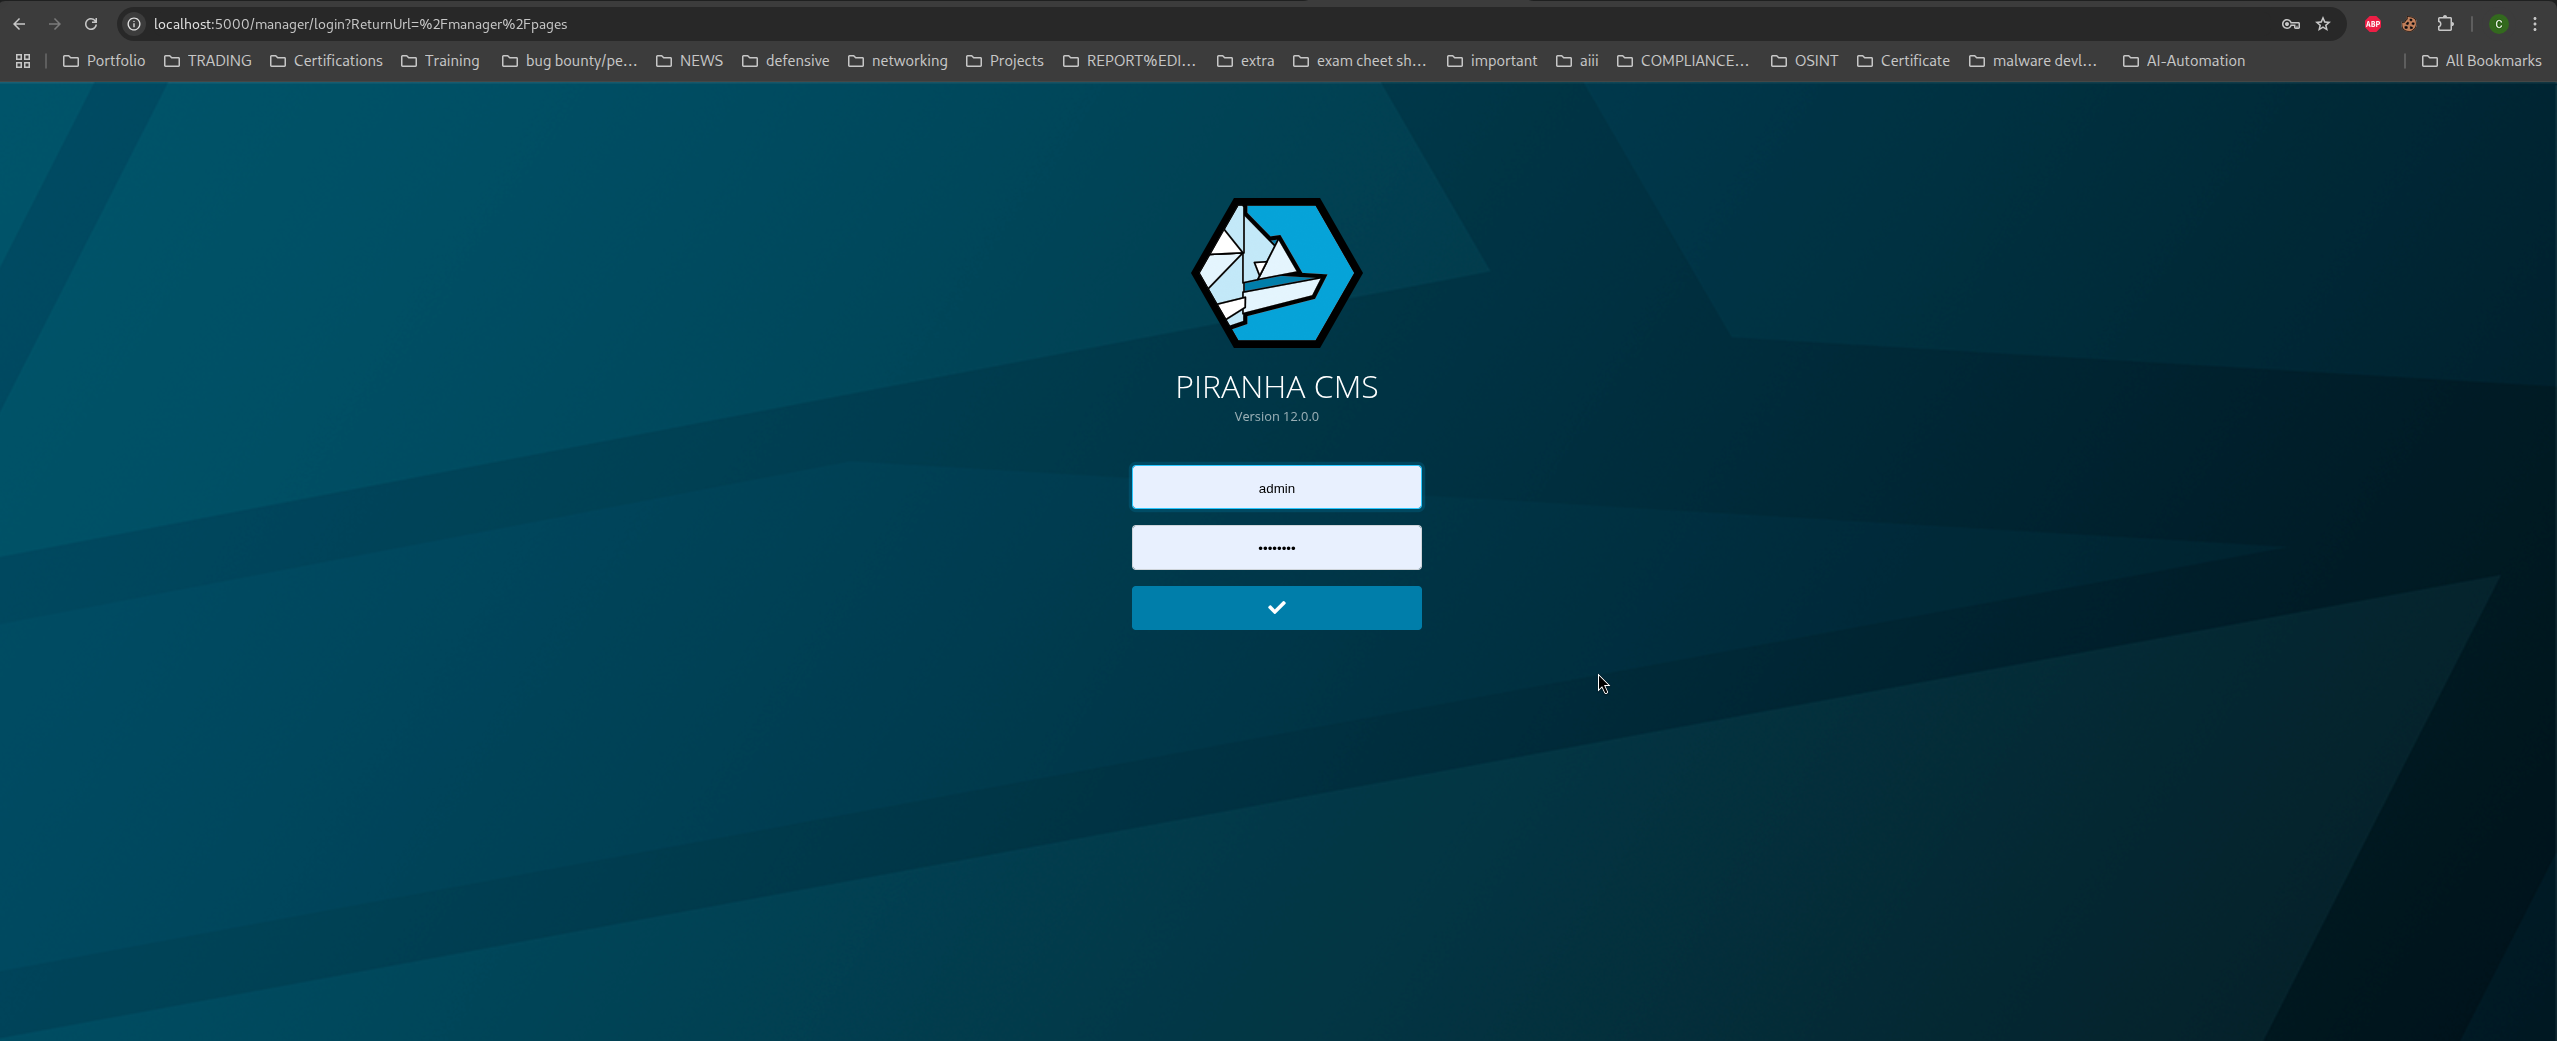 localhost:5000/manager/login?ReturnUrl=%2Fmanager%2Fpages
ABP
C
Portfolio TRADING Certifications Training bug bounty/pe... NEWS defensive networking Projects REPORT%EDI... extra exam cheet sh... important aiii COMPLIANCE... OSINT Certificate malware devl... AI-Automation All Bookmarks
PIRANHA CMS
Version 12.0.0
admin
••••••••